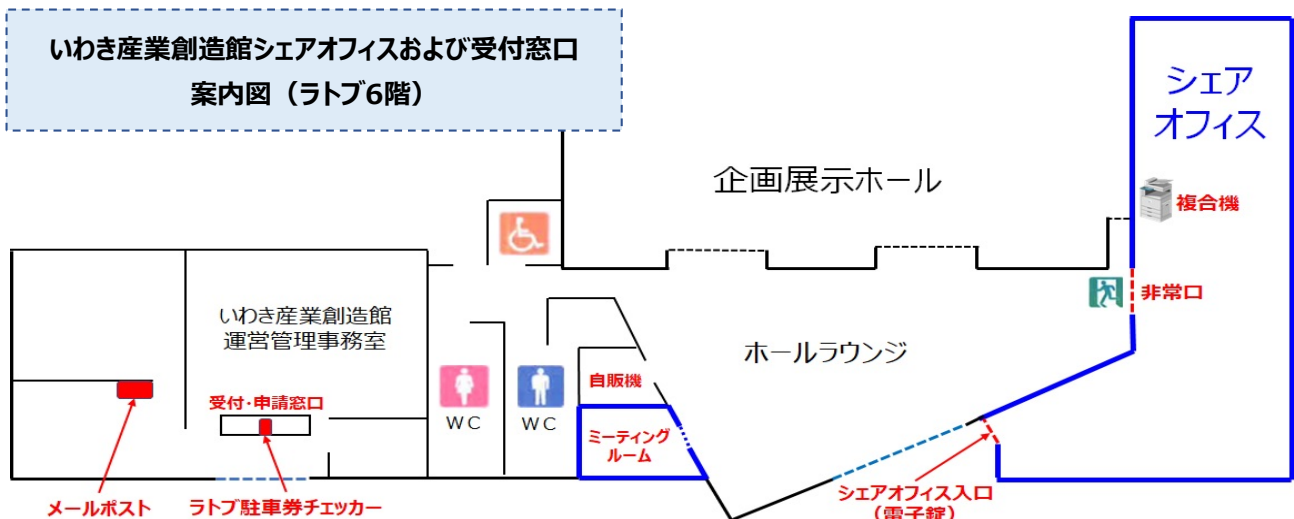 いわき産業創造館シェアオフィスおよび受付窓口
案内図（ラトブ6階）
シェア
オフィス
企画展示ホール
複合機
非常口
いわき産業創造館
運営管理事務室
ホールラウンジ
自販機
受付・申請窓口
WC
WC
ミーティング
ルーム
メールポスト
ラトブ駐車券チェッカー
シェアオフィス入口
（電子錠）